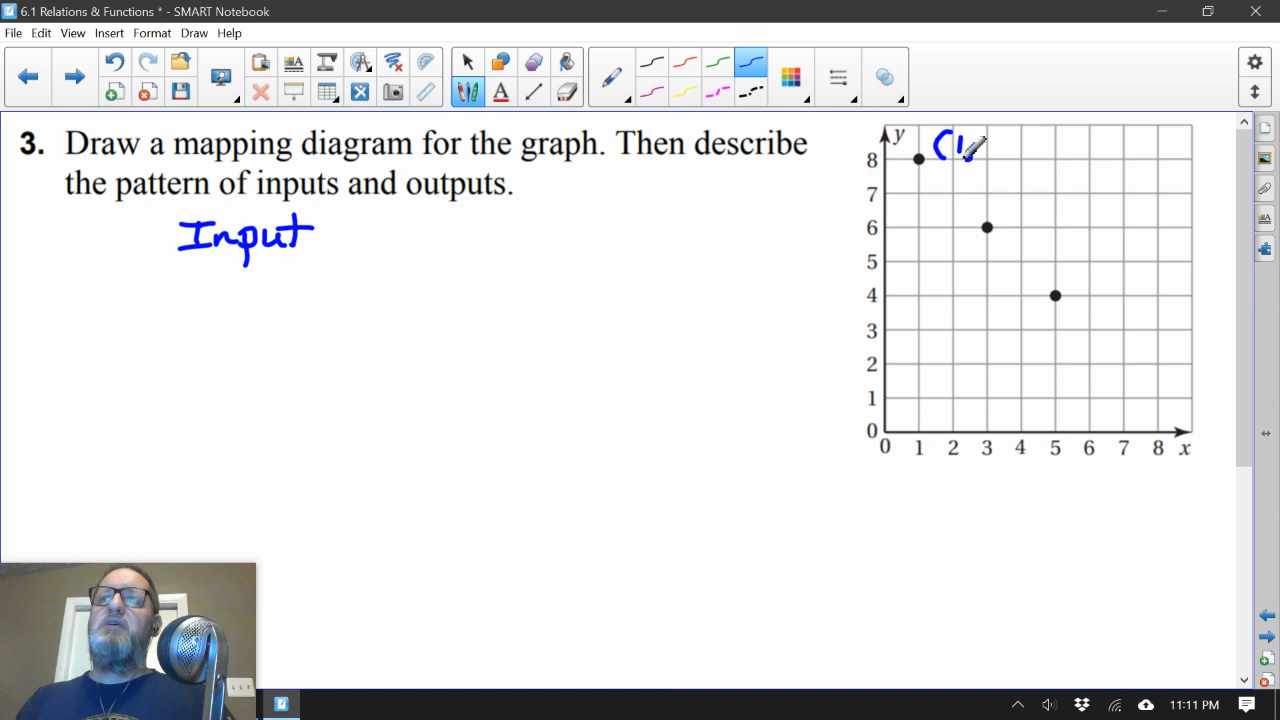 6.1 Relations & Functions * - SMART Notebook
File Edit View Insert Format Draw Help
3. Draw a mapping diagram for the graph. Then describe
the pattern of inputs and outputs.
Input
y
(1,
8
7
6
5
4
3
2
1
0
0 1 2 3 4 5 6 7 8 x
11:11 PM